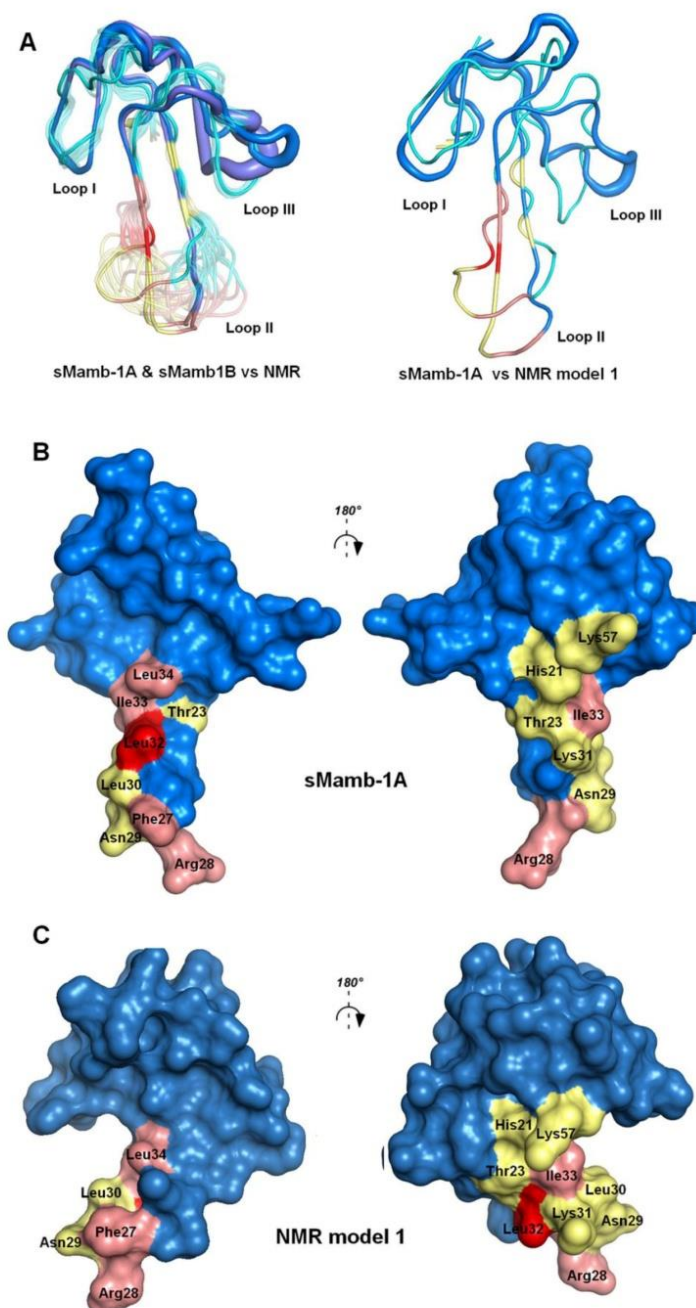 A
Loop I
Loop III
Loop II
sMamb-1A & sMamb1B vs NMR
Loop I
Loop III
Loop II
sMamb-1A vs NMR model 1
B
180°
Leu34
Ile33
Thr23
Leu32
Leu30
Phe27
Asn29
Arg28
Lys57
His21
Thr23
Ile33
Lys31
Asn29
Arg28
sMamb-1A
C
180°
Leu34
Leu30
Phe27
Asn29
Arg28
His21
Lys57
Thr23
Ile33
Leu30
Leu32
Lys31
Asn29
Arg28
NMR model 1